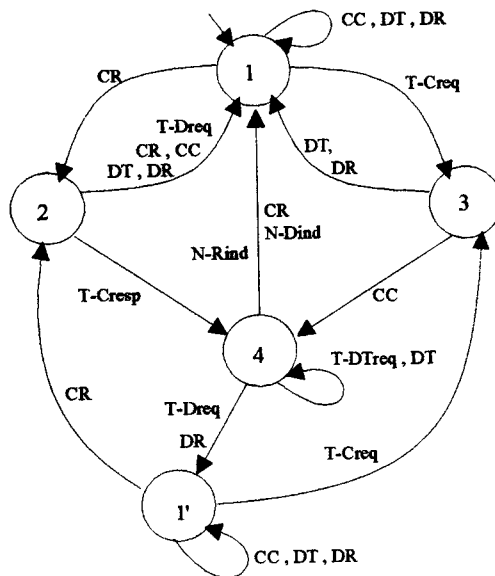 CC , DT , DR
1
CR
T-Creq
T-Dreq
CR , CC
DT , DR
DT,
DR
2
3
CR
N-Dind
N-Rind
T-Cresp
CC
4
T-DTreq , DT
T-Dreq
CR
DR
T-Creq
1'
CC , DT , DR